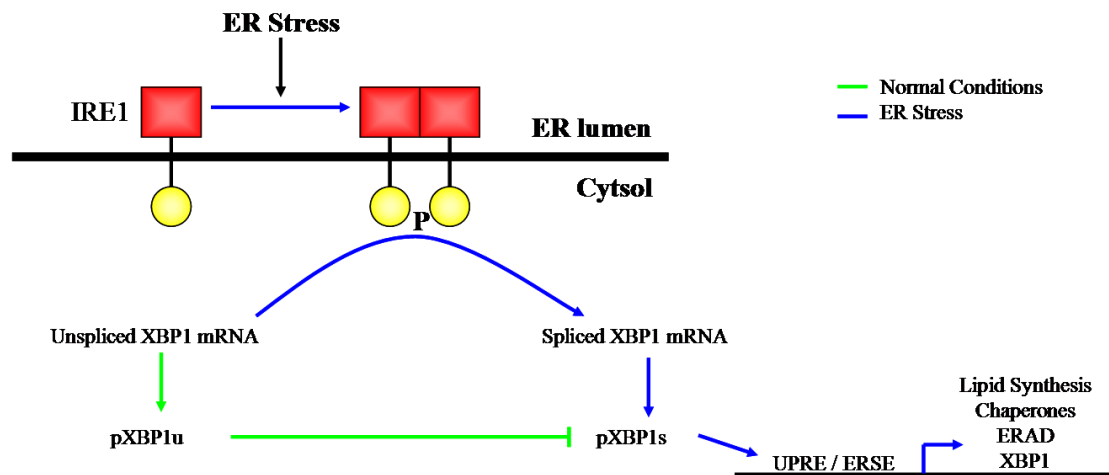 ER Stress
IRE1
ER lumen
Cytsol
P
Normal Conditions
ER Stress
Unspliced XBP1 mRNA
Spliced XBP1 mRNA
pXBP1u
pXBP1s
UPRE / ERSE
Lipid Synthesis
Chaperones
ERAD
XBP1